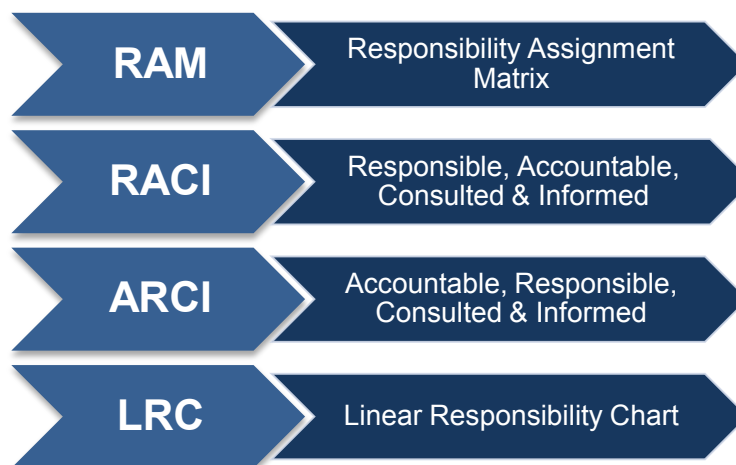 RAM
Responsibility Assignment
Matrix
RACI
Responsible, Accountable,
Consulted & Informed
ARCI
Accountable, Responsible,
Consulted & Informed
LRC
Linear Responsibility Chart